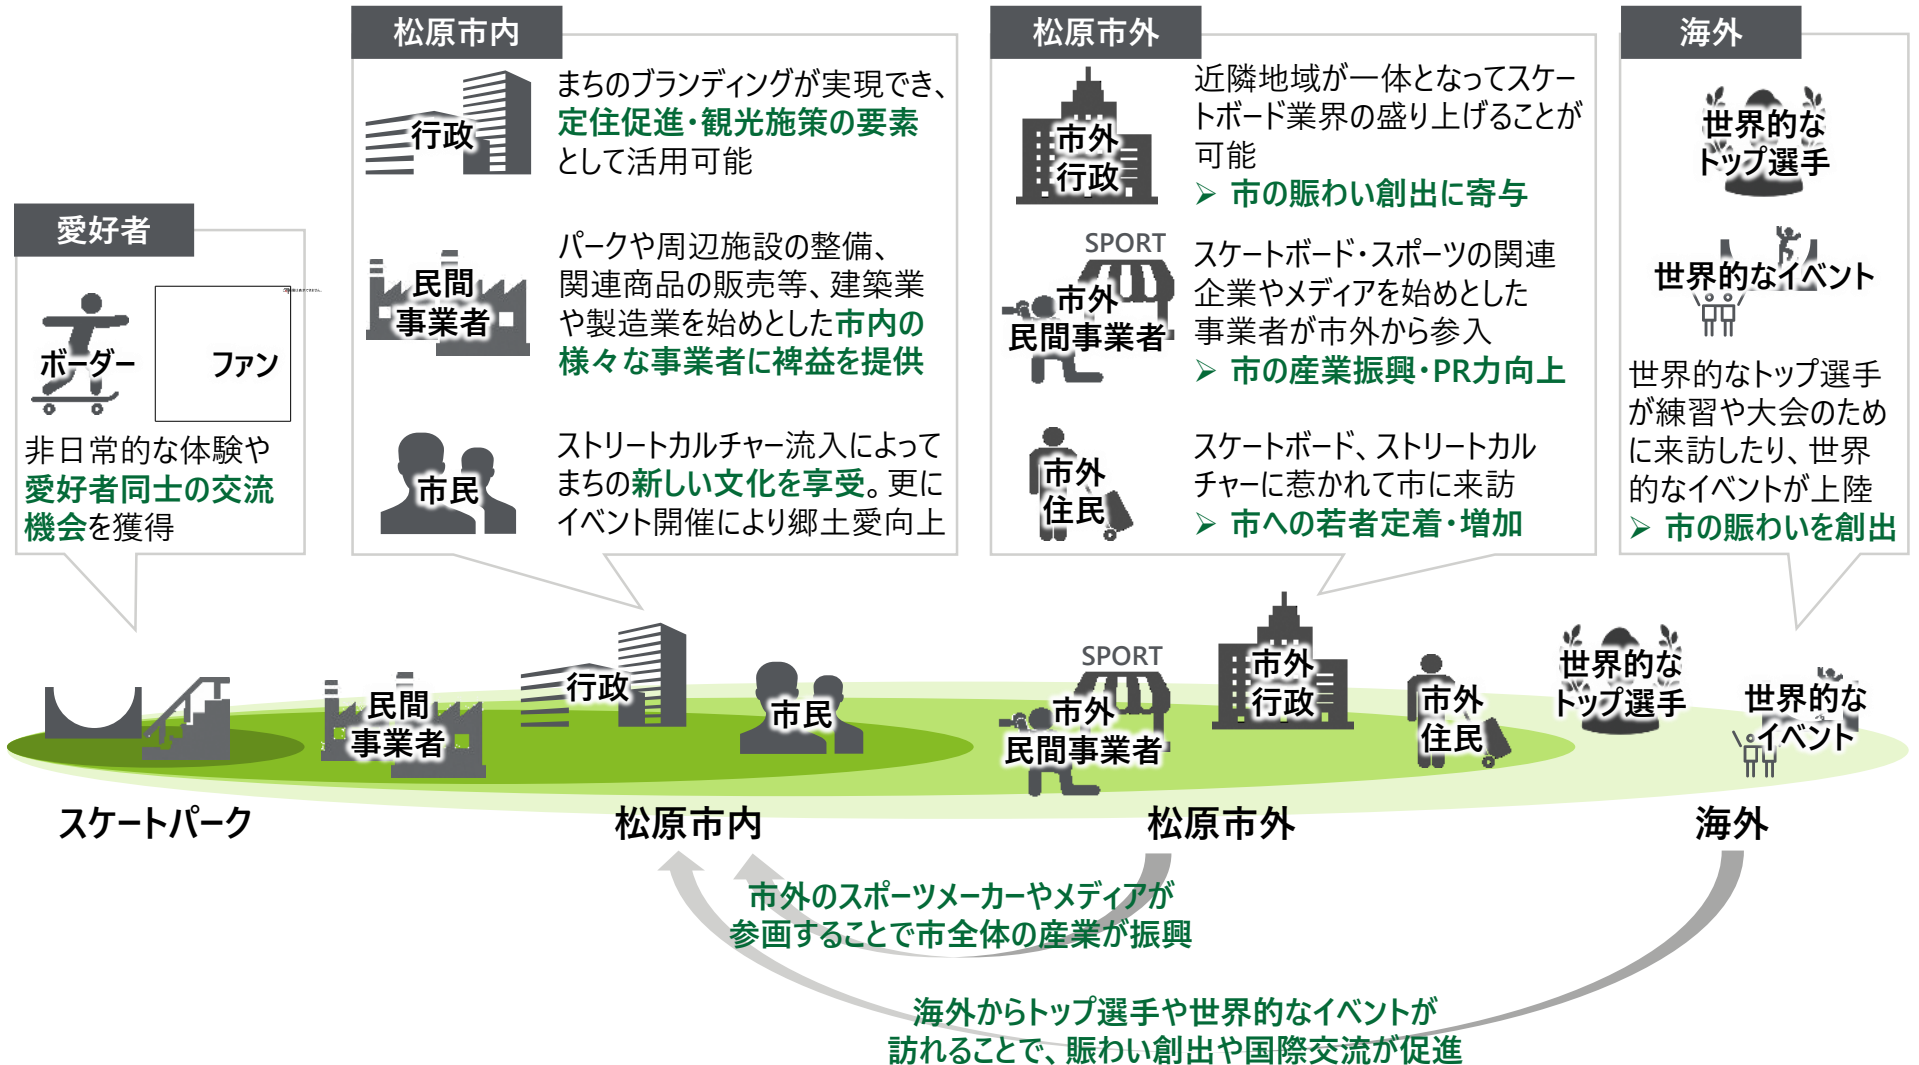 愛好者
ボーダー
ファン
非日常的な体験や
愛好者同士の交流
機会を獲得
松原市内
行政
まちのブランディングが実現でき、
定住促進・観光施策の要素
として活用可能
民間
事業者
パークや周辺施設の整備、
関連商品の販売等、建築業
や製造業を始めとした市内の
様々な事業者に裨益を提供
市民
ストリートカルチャー流入によって
まちの新しい文化を享受。更に
イベント開催により郷土愛向上
松原市外
市外
行政
近隣地域が一体となってスケー
トボード業界の盛り上げることが
可能
➢ 市の賑わい創出に寄与
SPORT
市外
民間事業者
スケートボード・スポーツの関連
企業やメディアを始めとした
事業者が市外から参入
➢ 市の産業振興・PR力向上
市外
住民
スケートボード、ストリートカル
チャーに惹かれて市に来訪
➢ 市への若者定着・増加
海外
世界的な
トップ選手
世界的なイベント
世界的なトップ選手
が練習や大会のため
に来訪したり、世界
的なイベントが上陸
➢ 市の賑わいを創出
民間
事業者
行政
市民
SPORT
市外
民間事業者
市外
行政
市外
住民
世界的な
トップ選手
世界的な
イベント
スケートパーク
松原市内
松原市外
海外
市外のスポーツメーカーやメディアが
参画することで市全体の産業が振興
海外からトップ選手や世界的なイベントが
訪れることで、賑わい創出や国際交流が促進